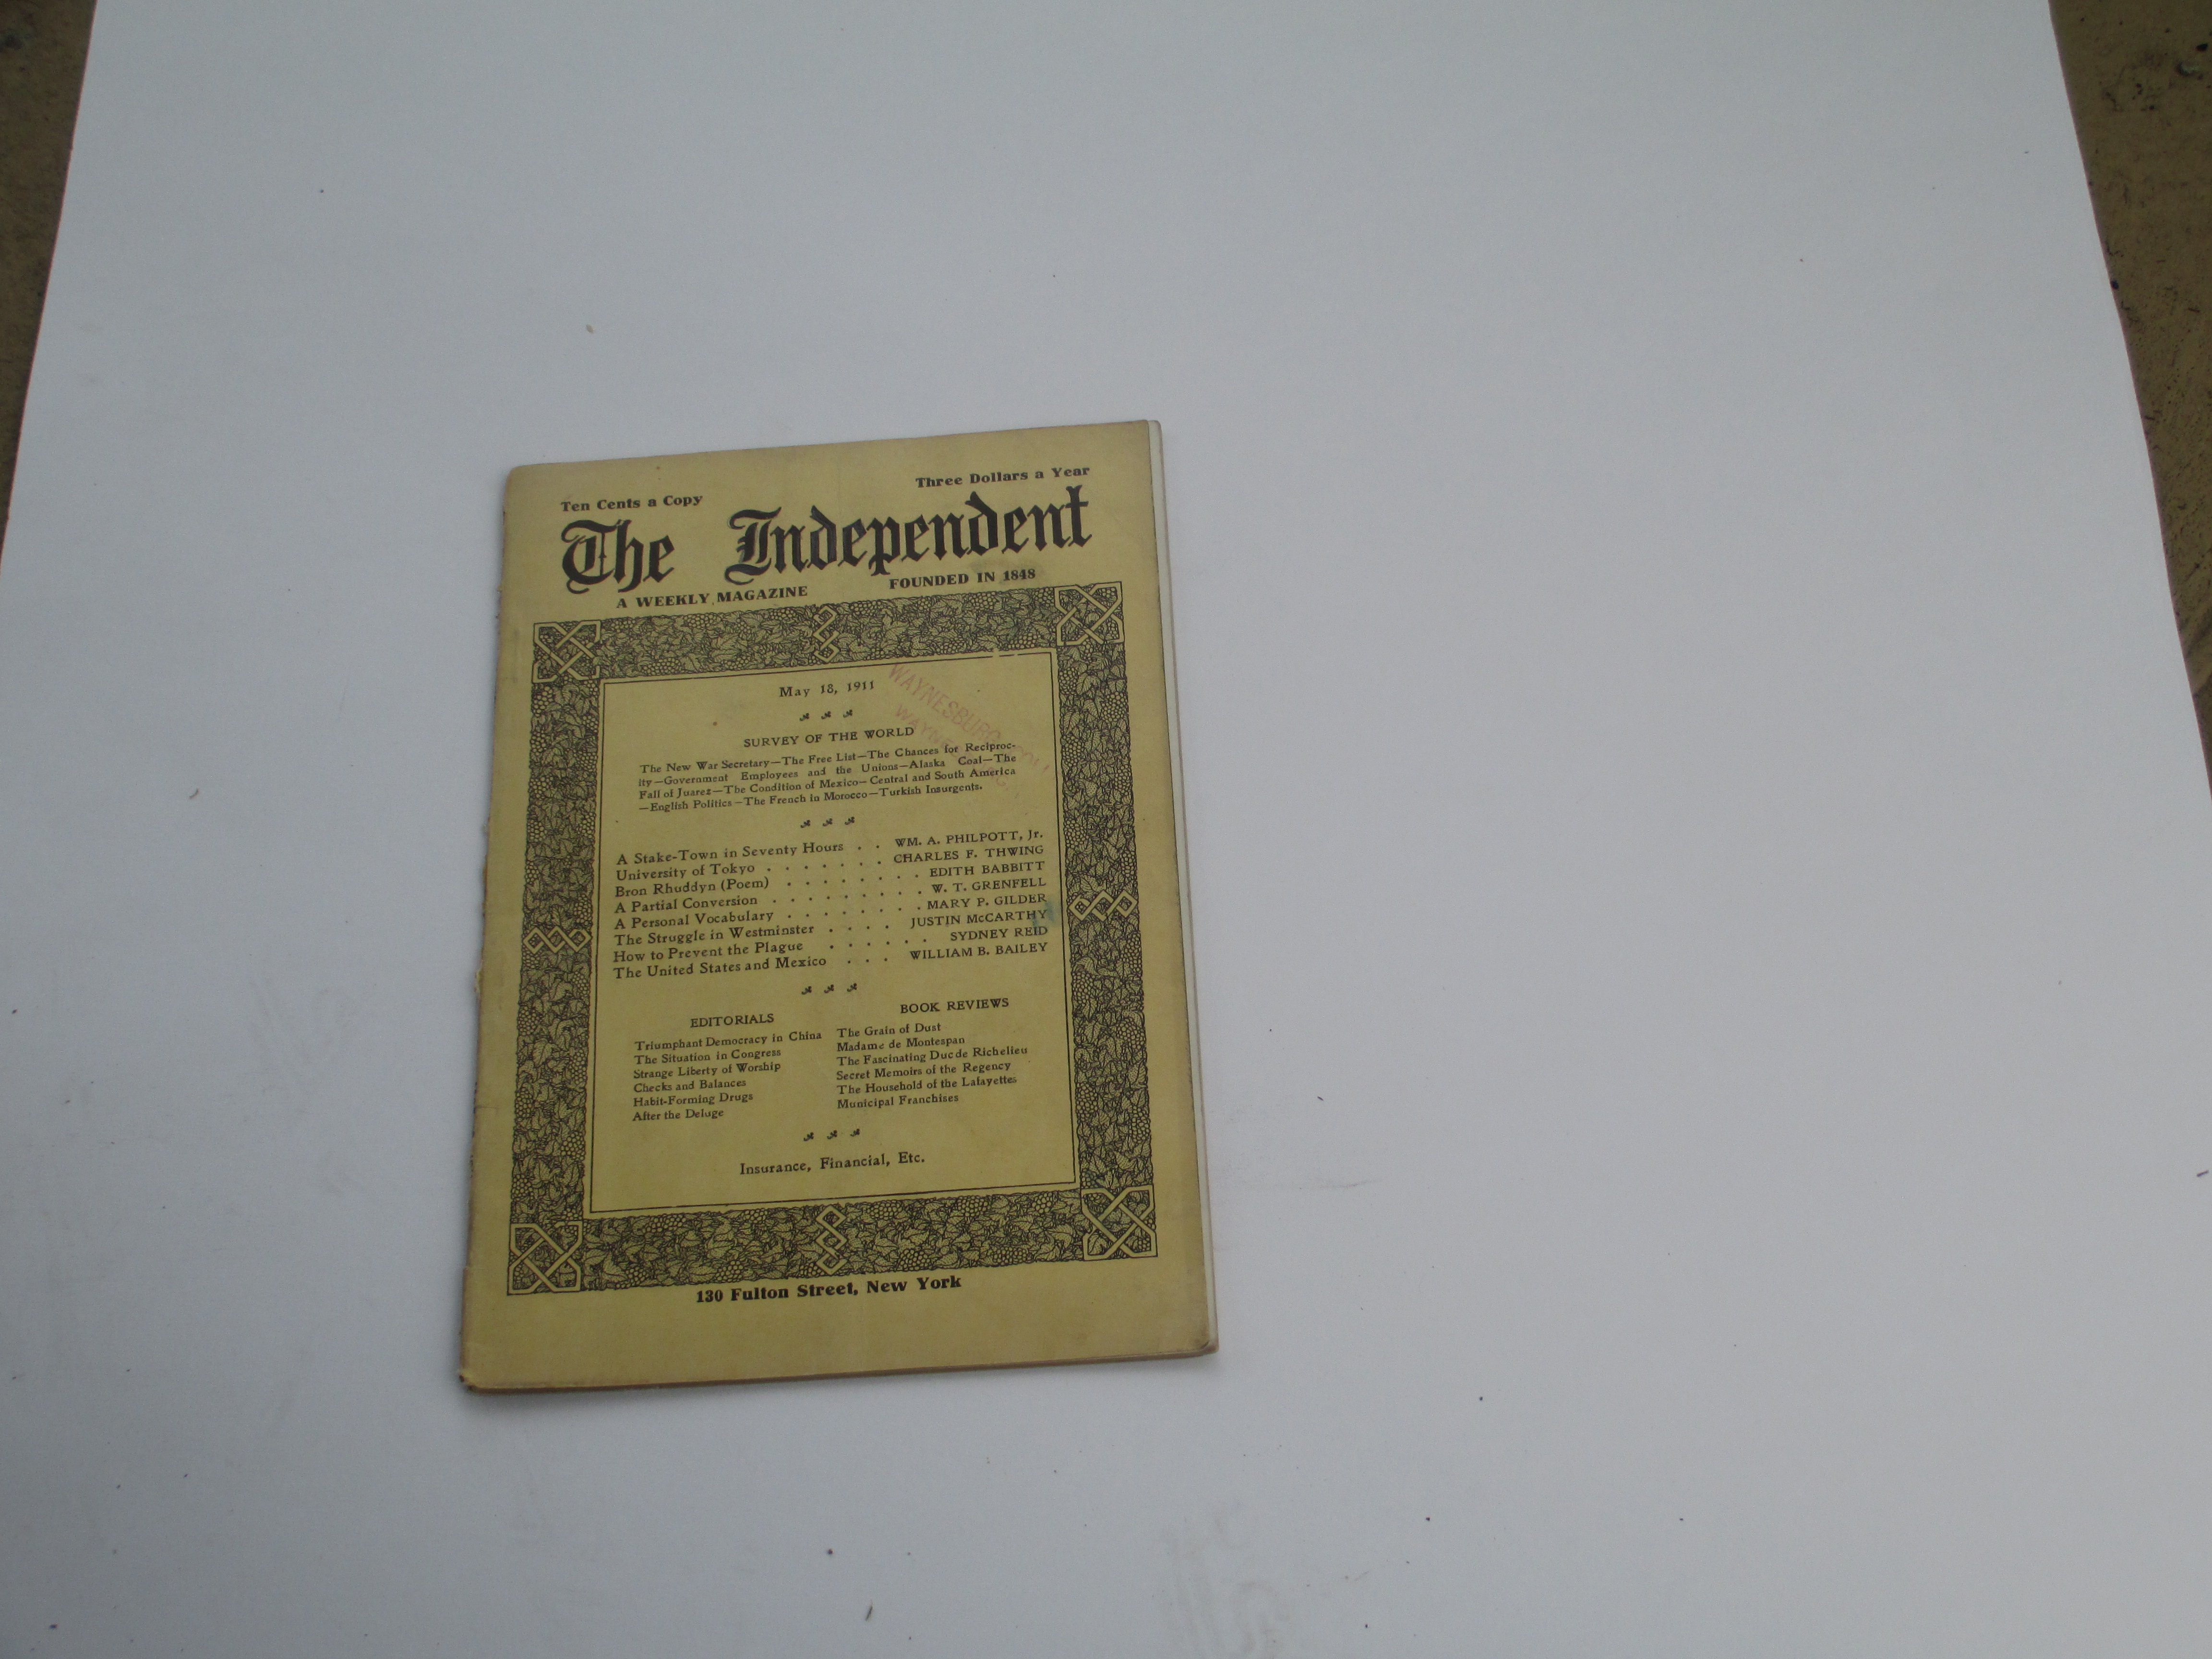 Ten Cents a Copy Three Dollars a Year
The Independent
A WEEKLY MAGAZINE FOUNDED IN 1848
May 18, 1911
WAYNESBURG
SURVEY OF THE WORLD
The New War Secretary—The Free List—The Chances for Reciproc-
ity—Government Employees and the Unions—Alaska Coal—The
Fall of Juarez—The Condition of Mexico—Central and South America
—English Politics—The French in Morocco—Turkish Insurgents.
A Stake-Town in Seventy Hours . . WM. A. PHILPOTT, Jr.
University of Tokyo . . . . . . CHARLES F. THWING
Bron Rhuddyn (Poem) . . . . . . . . EDITH BABBITT
A Partial Conversion . . . . . . . . . W. T. GRENFELL
A Personal Vocabulary . . . . . . . . MARY P. GILDER
The Struggle in Westminster . . . . JUSTIN McCARTHY
How to Prevent the Plague . . . . . . SYDNEY REID
The United States and Mexico . . . WILLIAM B. BAILEY
EDITORIALS
Triumphant Democracy in China
The Situation in Congress
Strange Liberty of Worship
Checks and Balances
Habit-Forming Drugs
After the Deluge
BOOK REVIEWS
The Grain of Dust
Madame de Montespan
The Fascinating Duc de Richelieu
Secret Memoirs of the Regency
The Household of the Lafayettes
Municipal Franchises
Insurance, Financial, Etc.
130 Fulton Street, New York